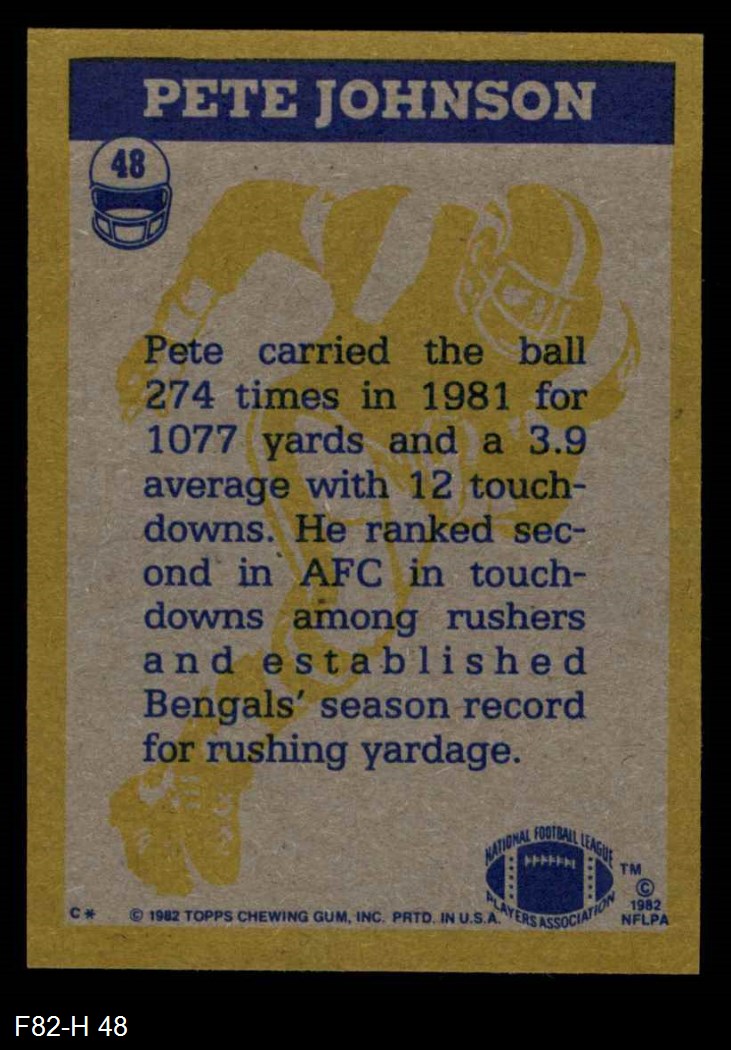 PETE JOHNSON
48
Pete carried the ball
274 times in 1981 for
1077 yards and a 3.9
average with 12 touch-
downs. He ranked sec-
ond in AFC in touch-
downs among rushers
and established
Bengals' season record
for rushing yardage.
NATIONAL FOOTBALL LEAGUE
PLAYERS ASSOCIATION
TM
©
1982
NFLPA
C* © 1982 TOPPS CHEWING GUM, INC. PRTD. IN U.S.A.
F82-H 48